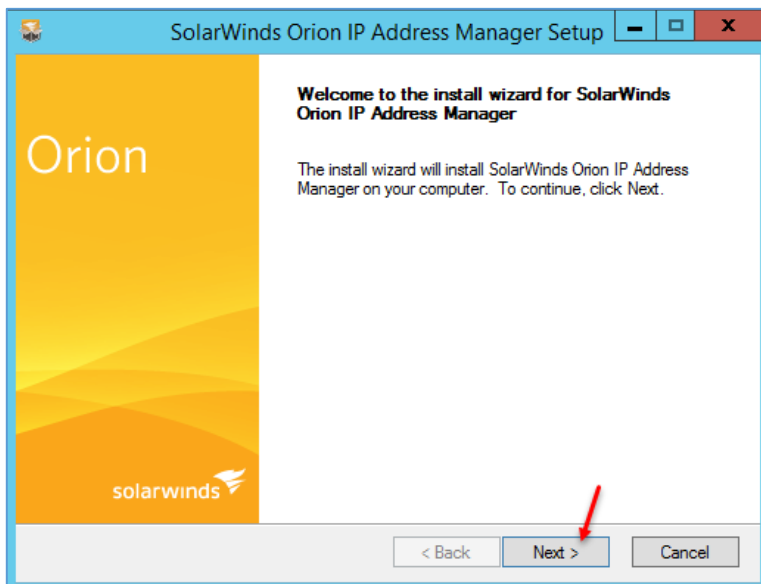 SolarWinds Orion IP Address Manager Setup
Welcome to the install wizard for SolarWinds
Orion IP Address Manager
Orion
The install wizard will install SolarWinds Orion IP Address
Manager on your computer. To continue, click Next.
solarwinds
< Back Next > Cancel